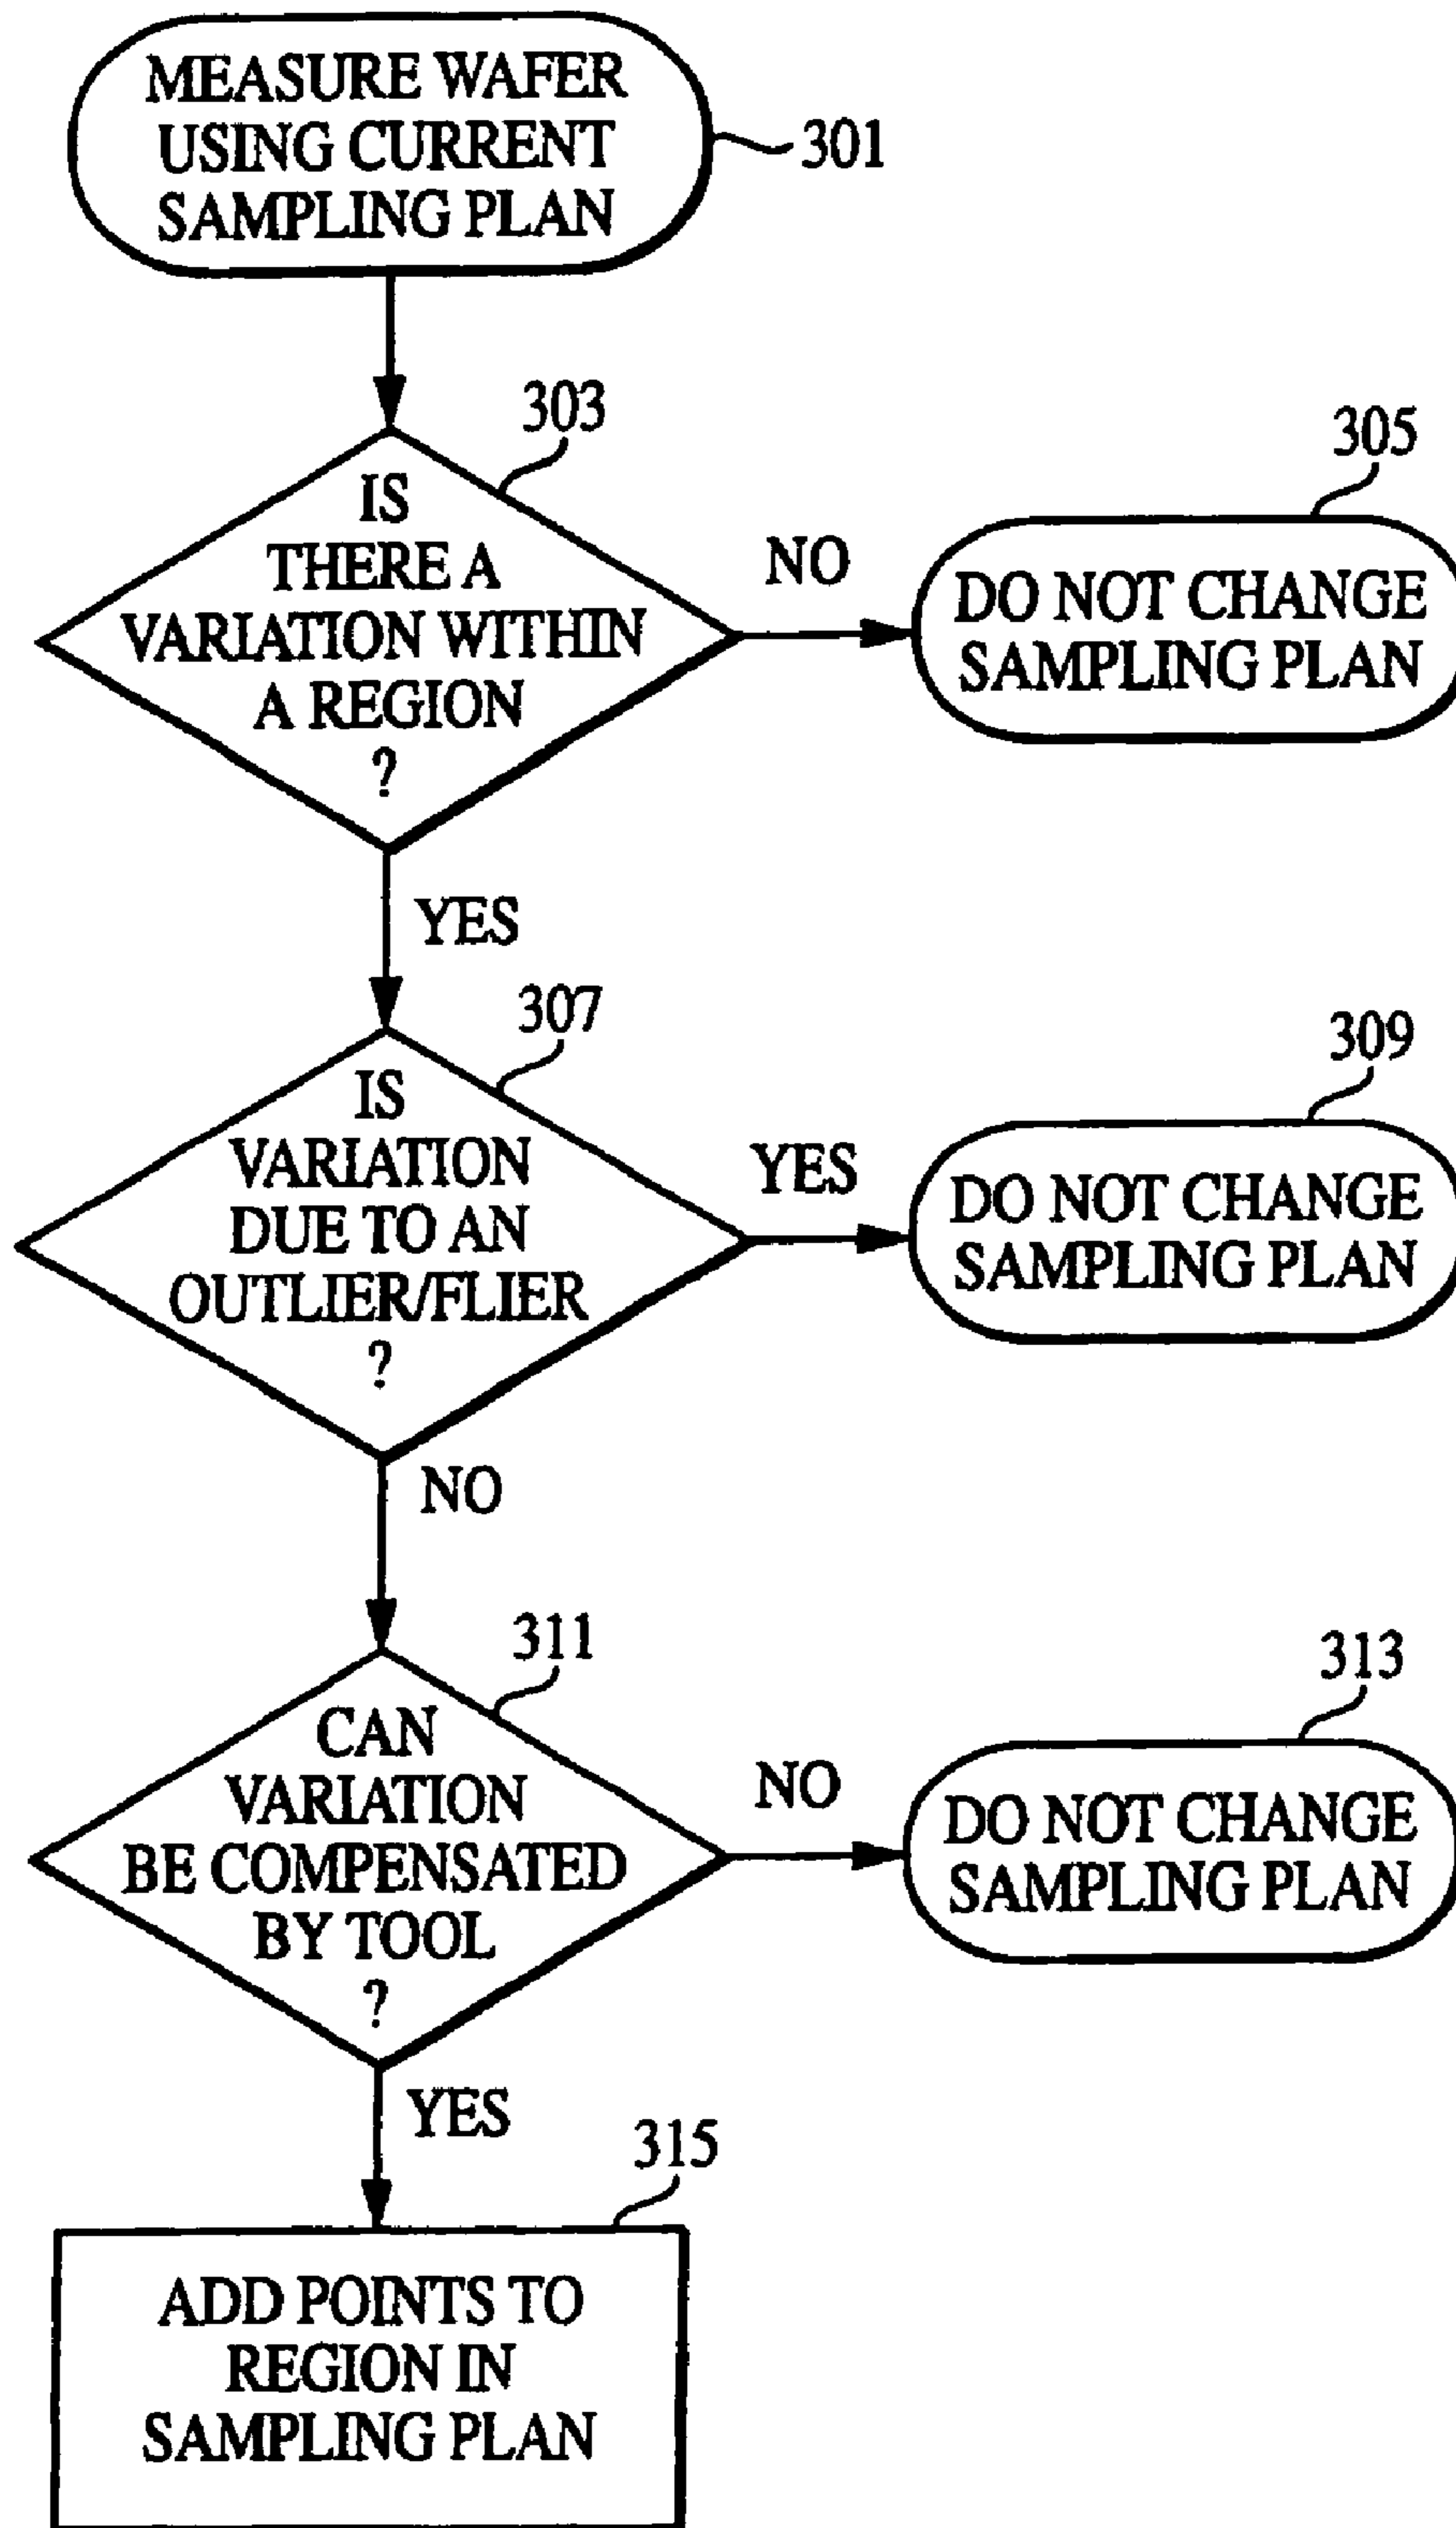 MEASURE WAFER
USING CURRENT
SAMPLING PLAN
301
303
IS
THERE A
VARIATION WITHIN
A REGION
?
NO
305
DO NOT CHANGE
SAMPLING PLAN
YES
307
IS
VARIATION
DUE TO AN
OUTLIER/FLIER
?
YES
309
DO NOT CHANGE
SAMPLING PLAN
NO
311
CAN
VARIATION
BE COMPENSATED
BY TOOL
?
NO
313
DO NOT CHANGE
SAMPLING PLAN
YES
315
ADD POINTS TO
REGION IN
SAMPLING PLAN